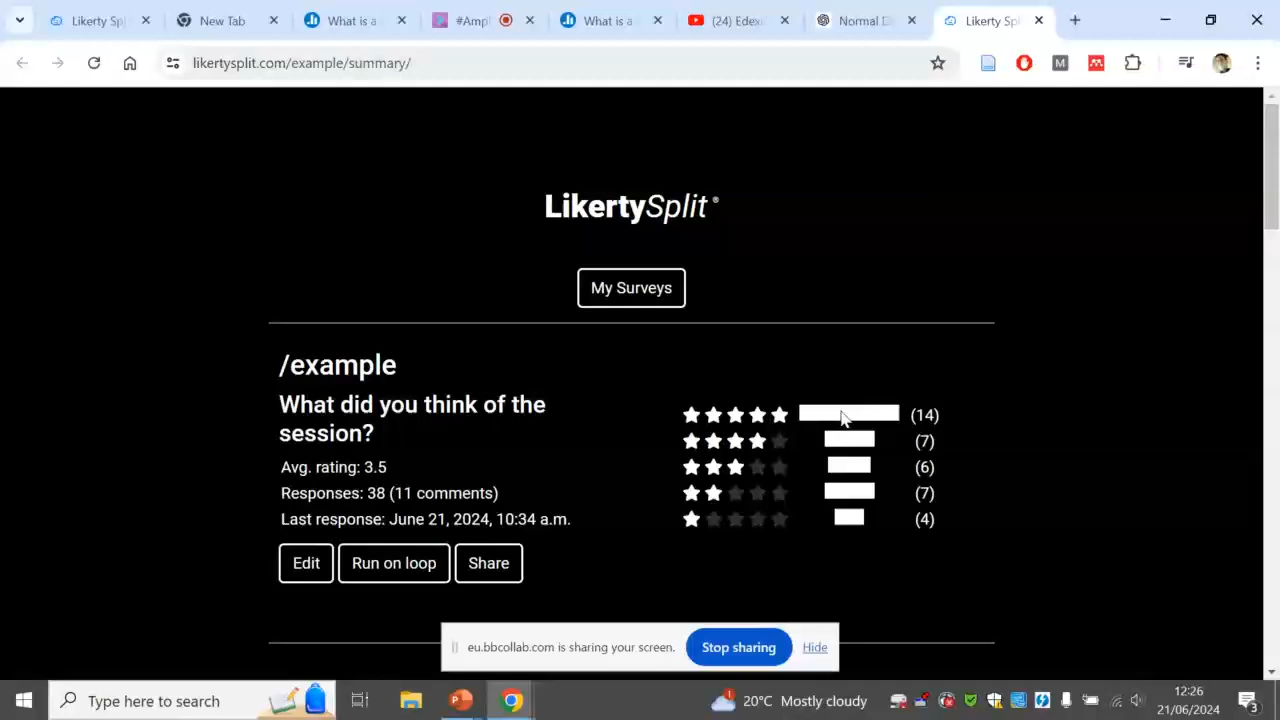 Likerty Sp
New Tab
What is a
#Amp
What is a
(24) Edex
Normal D
Likerty Sp
likertysplit.com/example/summary/
LikertySplit®
My Surveys
/example
What did you think of the
session?
Avg. rating: 3.5
Responses: 38 (11 comments)
Last response: June 21, 2024, 10:34 a.m.
(14)
(7)
(6)
(7)
(4)
Edit
Run on loop
Share
eu.bbcollab.com is sharing your screen.
Stop sharing
Hide
Type here to search
20°C Mostly cloudy
12:26
21/06/2024
3